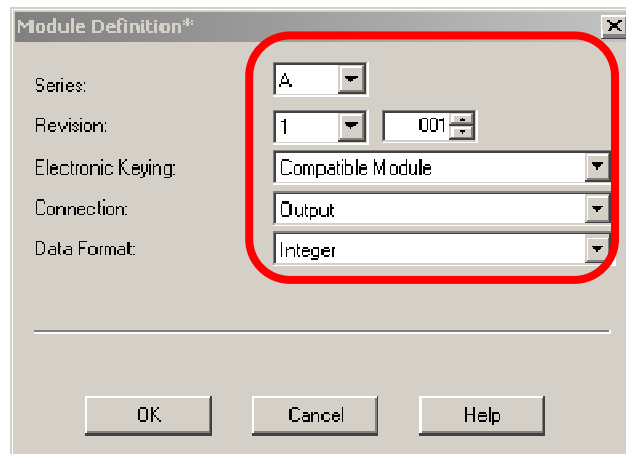 Module Definition*
Series: A
Revision: 1 001
Electronic Keying: Compatible Module
Connection: Output
Data Format: Integer
OK Cancel Help